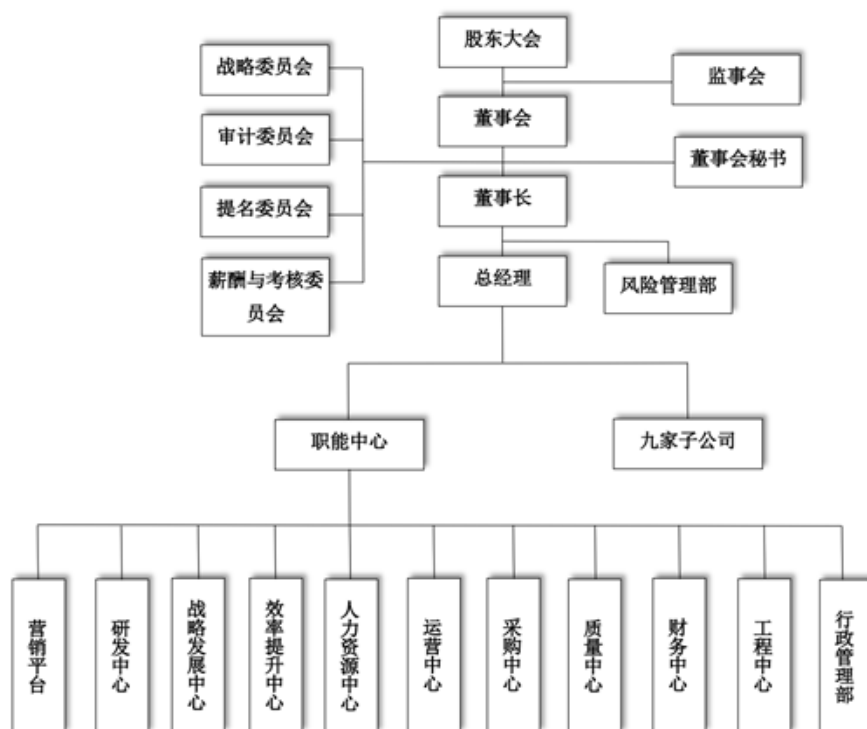 股东大会
战略委员会
监事会
董事会
审计委员会
董事会秘书
提名委员会
董事长
薪酬与考核委
员会
总经理
风险管理部
职能中心
九家子公司
营销平台
研发中心
战略发展中心
效率提升中心
人力资源中心
运营中心
采购中心
质量中心
财务中心
工程中心
行政管理部